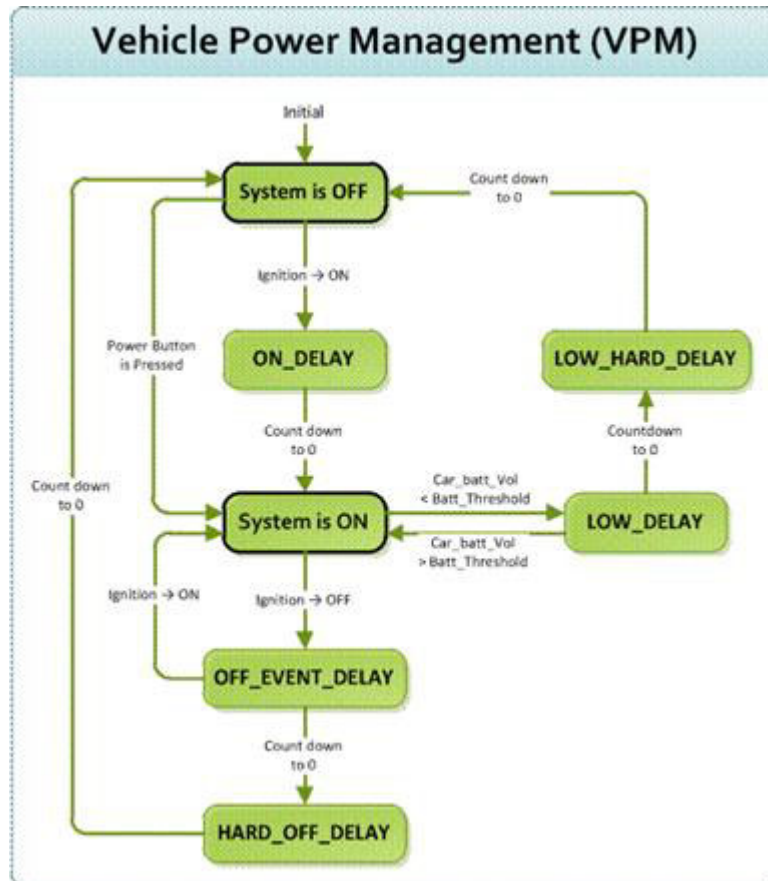 Vehicle Power Management (VPM)
Initial
System is OFF
Count down
to 0
Ignition → ON
Power Button
is Pressed
ON_DELAY
LOW_HARD_DELAY
Count down
to 0
Countdown
to 0
Count down
to 0
Car_batt_Vol
< Batt_Threshold
System is ON
LOW_DELAY
Car_batt_Vol
> Batt_Threshold
Ignition → ON
Ignition → OFF
OFF_EVENT_DELAY
Count down
to 0
HARD_OFF_DELAY